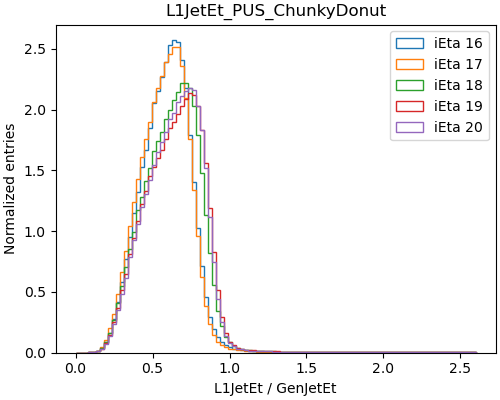 L1JetEt_PUS_ChunkyDonut
Normalized entries
2.5
2.0
1.5
1.0
0.5
0.0
iEta 16
iEta 17
iEta 18
iEta 19
iEta 20
0.0 0.5 1.0 1.5 2.0 2.5
L1JetEt / GenJetEt